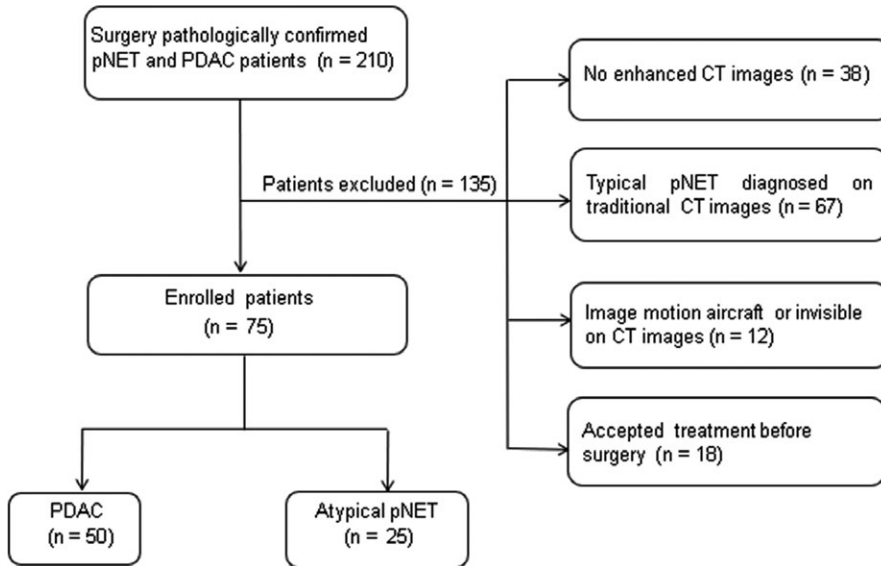 Surgery pathologically confirmed
pNET and PDAC patients (n = 210)
No enhanced CT images (n = 38)
Patients excluded (n = 135)
Typical pNET diagnosed on
traditional CT images (n = 67)
Enrolled patients
(n = 75)
Image motion aircraft or invisible
on CT images (n = 12)
Accepted treatment before
surgery (n = 18)
PDAC
(n = 50)
Atypical pNET
(n = 25)